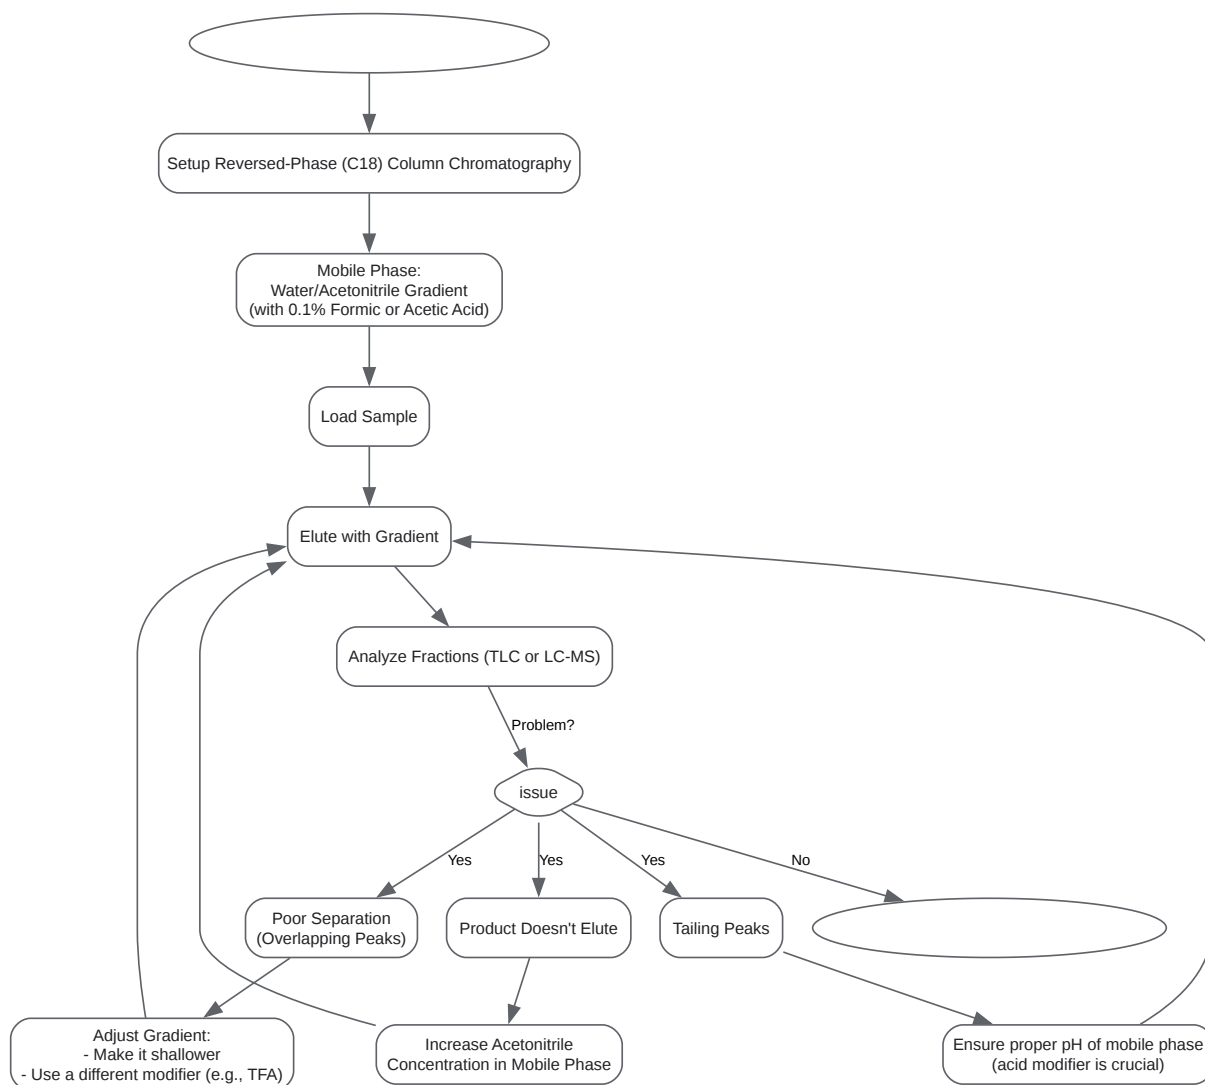 Setup Reversed-Phase (C18) Column Chromatography
Mobile Phase:
Water/Acetonitrile Gradient
(with 0.1% Formic or Acetic Acid)
Load Sample
Elute with Gradient
Analyze Fractions (TLC or LC-MS)
Problem?
issue
Yes
Yes
Yes
No
Poor Separation
(Overlapping Peaks)
Product Doesn't Elute
Tailing Peaks
Adjust Gradient:
- Make it shallower
- Use a different modifier (e.g., TFA)
Increase Acetonitrile
Concentration in Mobile Phase
Ensure proper pH of mobile phase
(acid modifier is crucial)